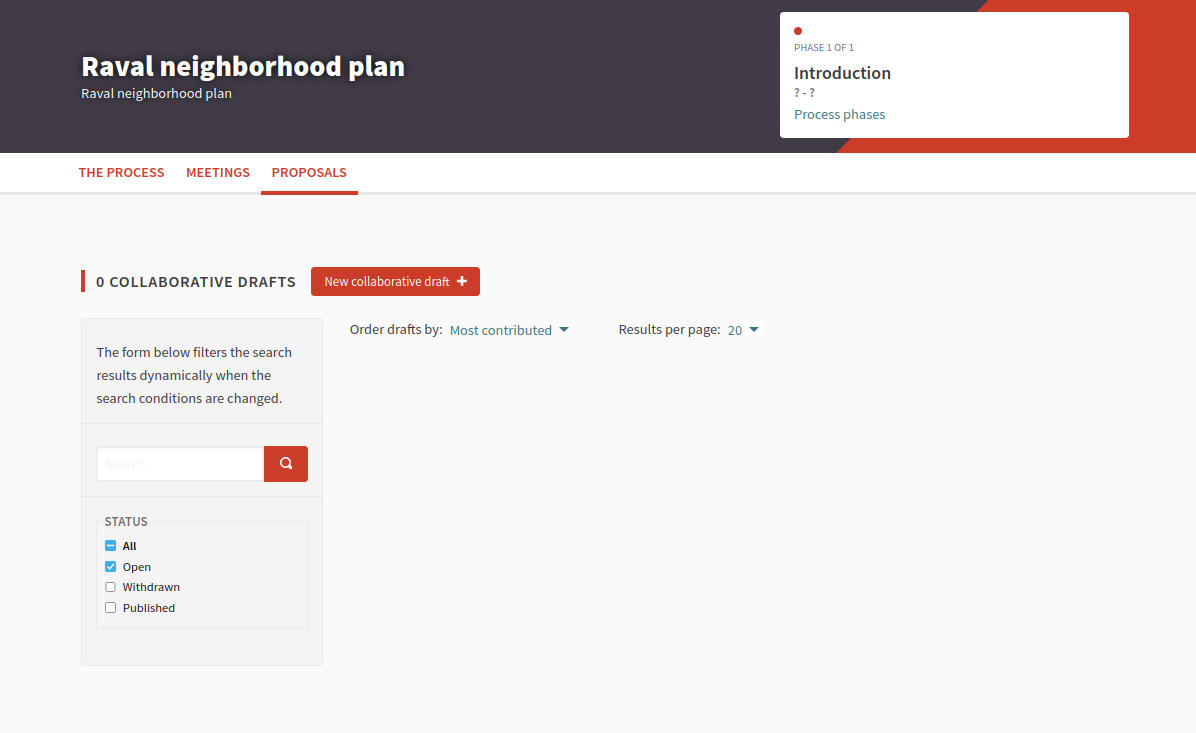 Raval neighborhood plan
Raval neighborhood plan
PHASE 1 OF 1
Introduction
? - ?
Process phases
THE PROCESS
MEETINGS
PROPOSALS
0 COLLABORATIVE DRAFTS
New collaborative draft
Order drafts by: Most contributed
Results per page: 20
The form below filters the search
results dynamically when the
search conditions are changed.
Search
STATUS
All
Open
Withdrawn
Published